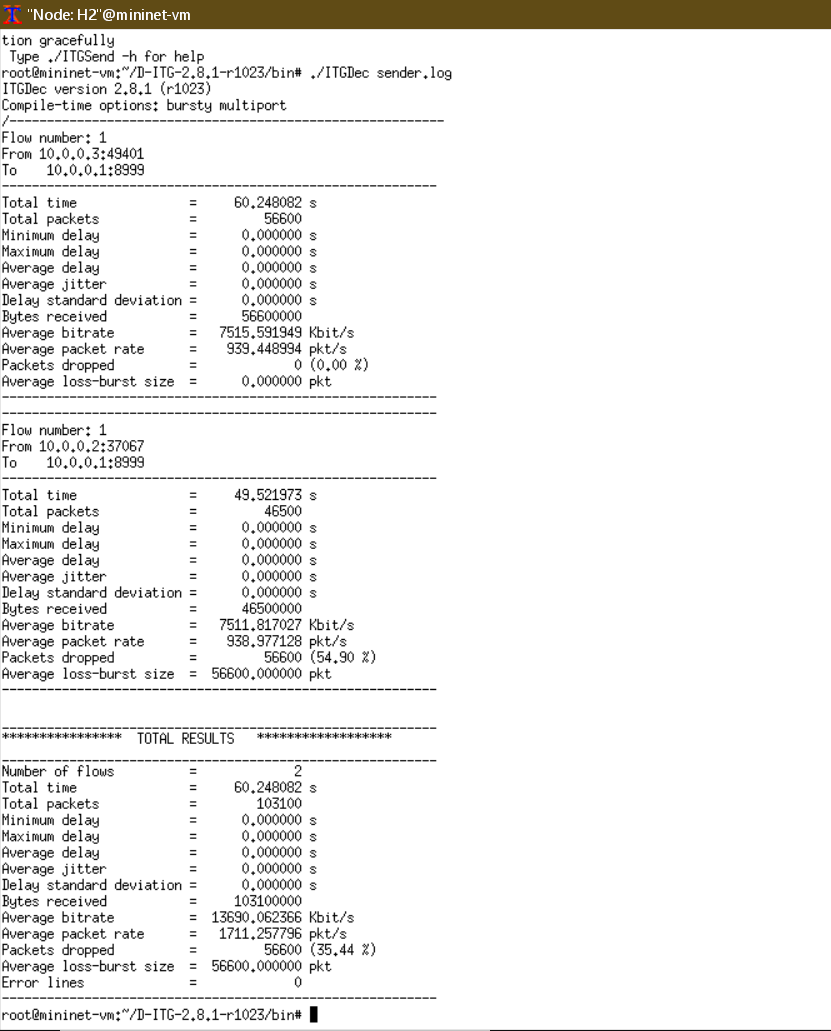 "Node: H2"@mininet-vm
tion gracefully
 Type ./ITGSend -h for help
root@mininet-vm:~/D-ITG-2.8.1-r1023/bin# ./ITGDec sender.log
ITGDec version 2.8.1 (r1023)
Compile-time options: bursty multiport
/----------------------------------------------------------
Flow number: 1
From 10.0.0.3:49401
To    10.0.0.1:8999
----------------------------------------------------------
Total time               =     60.248082 s
Total packets            =         56600
Minimum delay            =      0.000000 s
Maximum delay            =      0.000000 s
Average delay            =      0.000000 s
Average jitter           =      0.000000 s
Delay standard deviation =      0.000000 s
Bytes received           =      56600000
Average bitrate          =   7515.591949 Kbit/s
Average packet rate      =    939.448994 pkt/s
Packets dropped          =             0 (0.00 %)
Average loss-burst size  =      0.000000 pkt
----------------------------------------------------------
----------------------------------------------------------
Flow number: 1
From 10.0.0.2:37067
To    10.0.0.1:8999
----------------------------------------------------------
Total time               =     49.521973 s
Total packets            =         46500
Minimum delay            =      0.000000 s
Maximum delay            =      0.000000 s
Average delay            =      0.000000 s
Average jitter           =      0.000000 s
Delay standard deviation =      0.000000 s
Bytes received           =      46500000
Average bitrate          =   7511.817027 Kbit/s
Average packet rate      =    938.977128 pkt/s
Packets dropped          =         56600 (54.90 %)
Average loss-burst size  =  56600.000000 pkt
----------------------------------------------------------
__________________________________________________________
****************  TOTAL RESULTS   ******************
__________________________________________________________
Number of flows          =             2
Total time               =     60.248082 s
Total packets            =        103100
Minimum delay            =      0.000000 s
Maximum delay            =      0.000000 s
Average delay            =      0.000000 s
Average jitter           =      0.000000 s
Delay standard deviation =      0.000000 s
Bytes received           =     103100000
Average bitrate          =  13690.062366 Kbit/s
Average packet rate      =   1711.257796 pkt/s
Packets dropped          =         56600 (35.44 %)
Average loss-burst size  =  56600.000000 pkt
Error lines              =             0
----------------------------------------------------------
root@mininet-vm:~/D-ITG-2.8.1-r1023/bin#